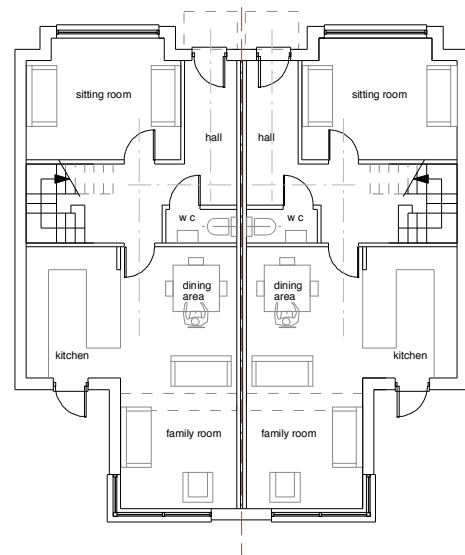 sitting room
sitting room
hall
hall
w c
w c
dining
area
dining
area
kitchen
kitchen
family room
family room